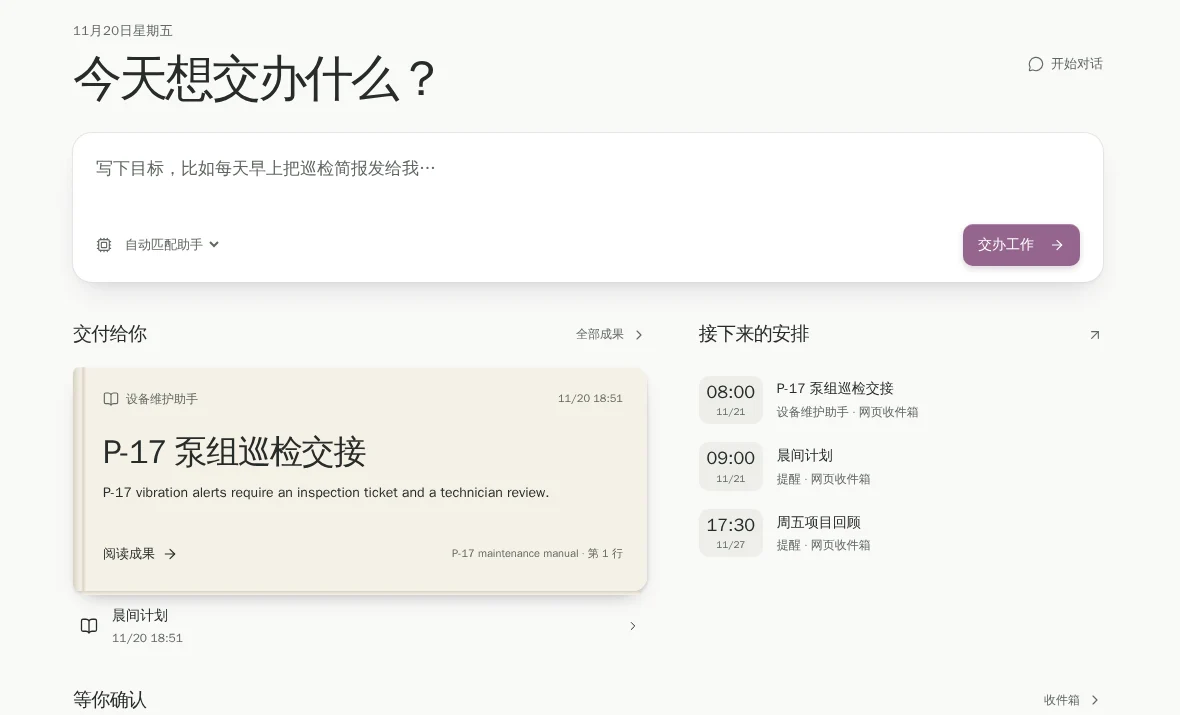 11月20日星期五
今天想交办什么？
开始对话
写下目标，比如每天早上把巡检简报发给我…
自动匹配助手
交办工作
交付给你
全部成果
设备维护助手
11/20 18:51
P-17 泵组巡检交接
P-17 vibration alerts require an inspection ticket and a technician review.
阅读成果
P-17 maintenance manual · 第 1 行
晨间计划
11/20 18:51
接下来的安排
08:00
11/21
P-17 泵组巡检交接
设备维护助手 · 网页收件箱
09:00
11/21
晨间计划
提醒 · 网页收件箱
17:30
11/27
周五项目回顾
提醒 · 网页收件箱
等你确认
收件箱